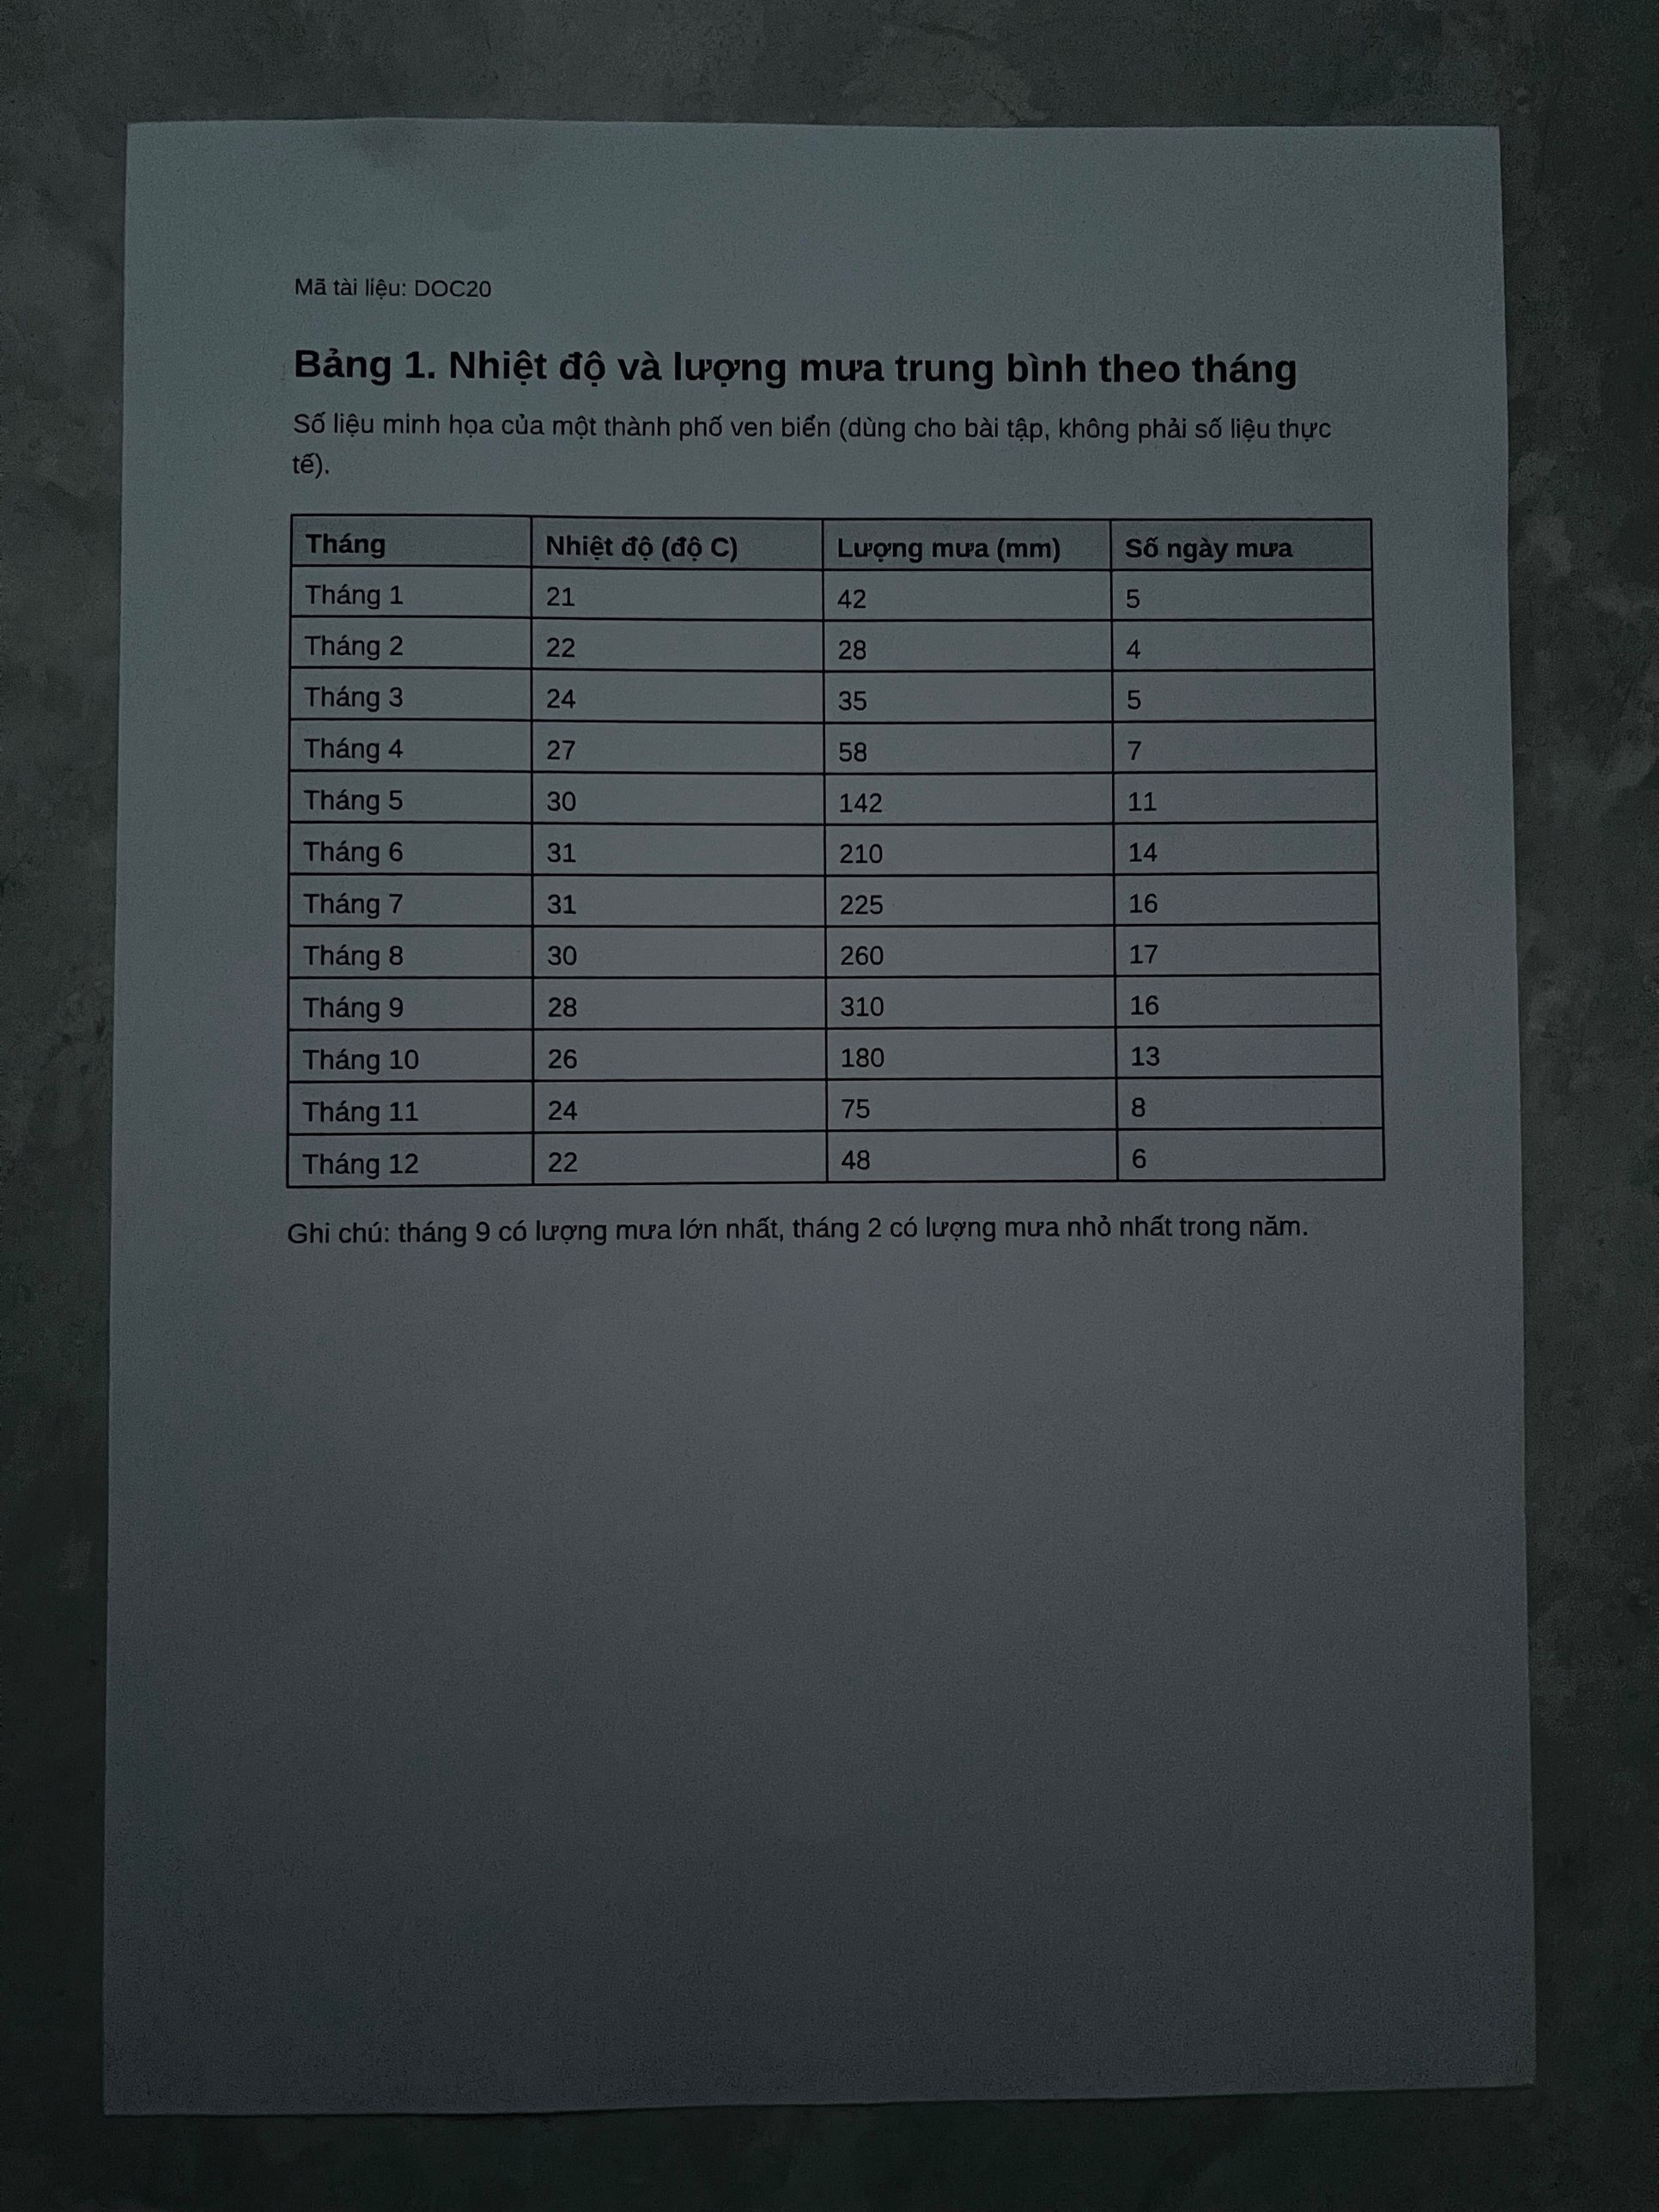 Mã tài liệu: DOC20
Bảng 1. Nhiệt độ và lượng mưa trung bình theo tháng
Số liệu minh họa của một thành phố ven biển (dùng cho bài tập, không phải số liệu thực
tế).
Tháng Nhiệt độ (độ C) Lượng mưa (mm) Số ngày mưa
Tháng 1 21 42 5
Tháng 2 22 28 4
Tháng 3 24 35 5
Tháng 4 27 58 7
Tháng 5 30 142 11
Tháng 6 31 210 14
Tháng 7 31 225 16
Tháng 8 30 260 17
Tháng 9 28 310 16
Tháng 10 26 180 13
Tháng 11 24 75 8
Tháng 12 22 48 6
Ghi chú: tháng 9 có lượng mưa lớn nhất, tháng 2 có lượng mưa nhỏ nhất trong năm.